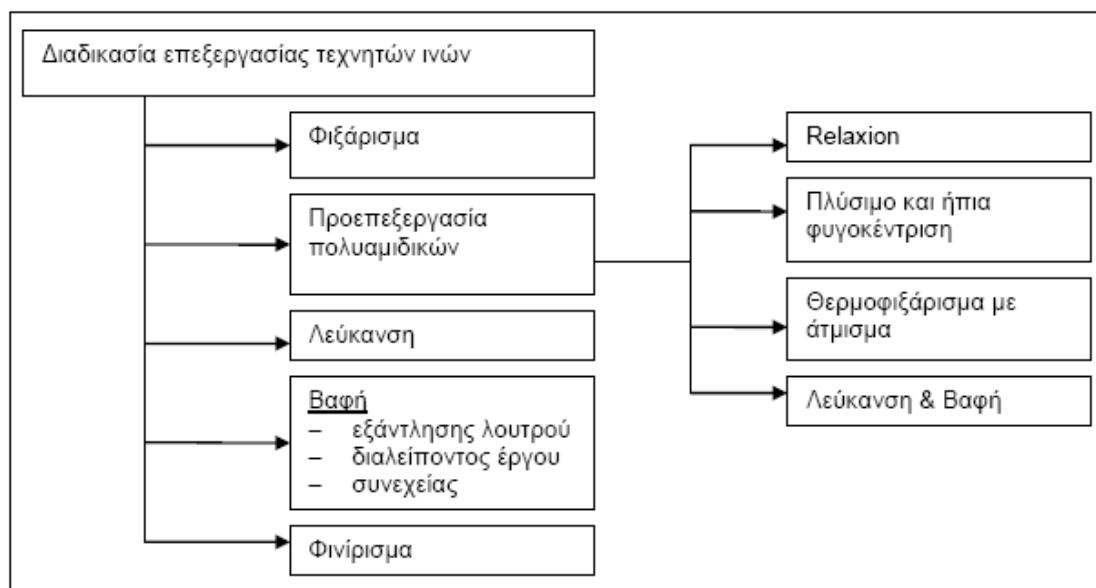 Διαδικασία επεξεργασίας τεχνητών ινών
Φιξάρισμα
Προεπεξεργασία
πολυαμιδικών
Λεύκανση
Βαφή
– εξάντλησης λουτρού
– διαλείποντος έργου
– συνεχείας
Φινίρισμα
Relaxion
Πλύσιμο και ήπια
φυγοκέντριση
Θερμοφιξάρισμα με
άτμισμα
Λεύκανση & Βαφή